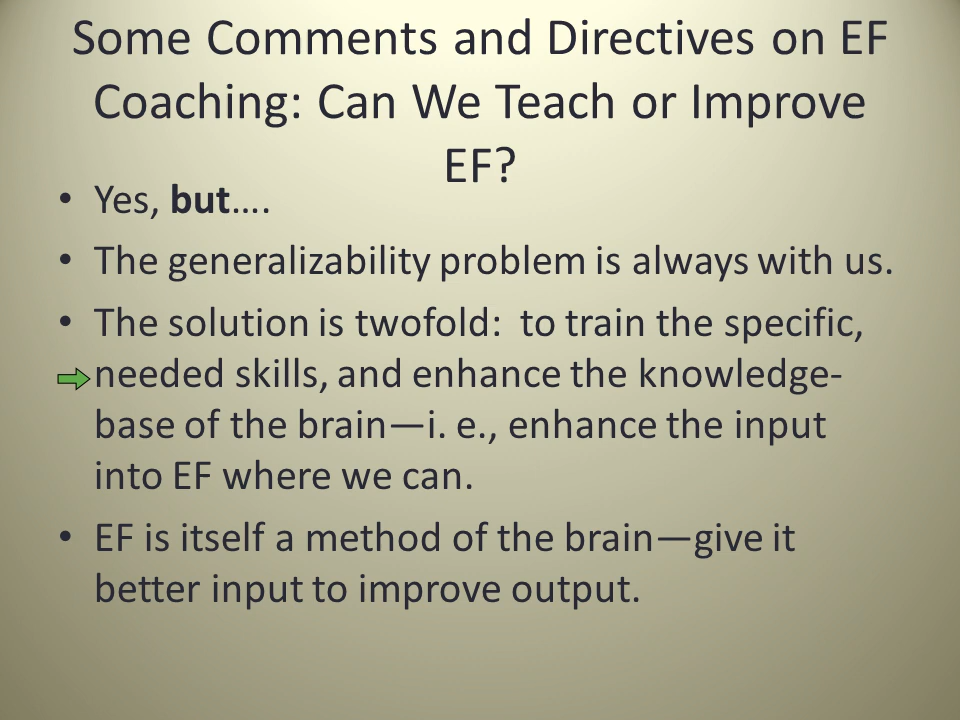 Some Comments and Directives on EF
Coaching: Can We Teach or Improve
EF?
• Yes, but….
• The generalizability problem is always with us.
• The solution is twofold:  to train the specific,
needed skills, and enhance the knowledge-
base of the brain—i. e., enhance the input
into EF where we can.
• EF is itself a method of the brain—give it
better input to improve output.